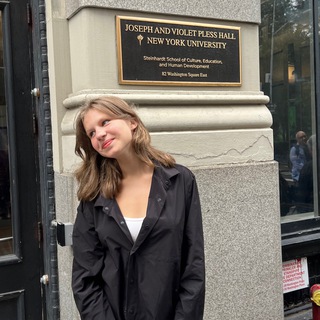 JOSEPH AND VIOLET PLESS HALL
NEW YORK UNIVERSITY
Steinhardt School of Culture, Education,
and Human Development
82 Washington Square East